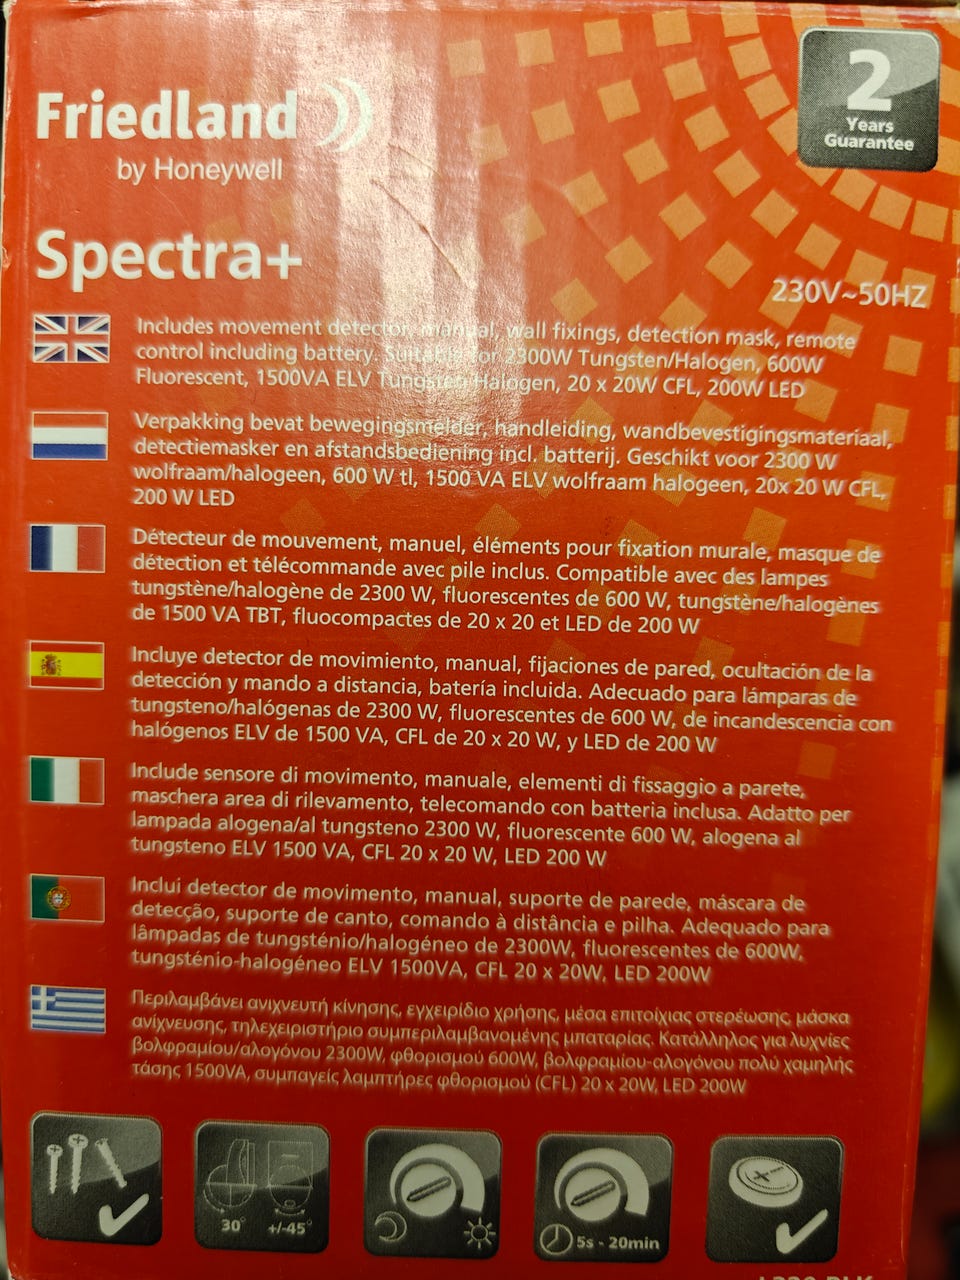 2
Years
Guarantee
Friedland
by Honeywell
Spectra+
230V~50HZ
Includes movement detector, manual, wall fixings, detection mask, remote
control including battery. Suitable for 2300W Tungsten/Halogen, 600W
Fluorescent, 1500VA ELV Tungsten Halogen, 20 x 20W CFL, 200W LED
Verpakking bevat bewegingsmelder, handleiding, wandbevestigingsmateriaal,
detectiemasker en afstandsbediening incl. batterij. Geschikt voor 2300 W
wolfraam/halogeen, 600 W tl, 1500 VA ELV wolfraam halogeen, 20x 20 W CFL,
200 W LED
Détecteur de mouvement, manuel, éléments pour fixation murale, masque de
détection et télécommande avec pile inclus. Compatible avec des lampes
tungstène/halogène de 2300 W, fluorescentes de 600 W, tungstène/halogènes
de 1500 VA TBT, fluocompactes de 20 x 20 et LED de 200 W
Incluye detector de movimiento, manual, fijaciones de pared, ocultación de la
detección y mando a distancia, batería incluida. Adecuado para lámparas de
tungsteno/halógenas de 2300 W, fluorescentes de 600 W, de incandescencia con
halógenos ELV de 1500 VA, CFL de 20 x 20 W, y LED de 200 W
Include sensore di movimento, manuale, elementi di fissaggio a parete,
maschera area di rilevamento, telecomando con batteria inclusa. Adatto per
lampada alogena/al tungsteno 2300 W, fluorescente 600 W, alogena al
tungsteno ELV 1500 VA, CFL 20 x 20 W, LED 200 W
Inclui detector de movimento, manual, suporte de parede, máscara de
detecção, suporte de canto, comando à distância e pilha. Adequado para
lâmpadas de tungsténio/halogéneo de 2300W, fluorescentes de 600W,
tungsténio-halogéneo ELV 1500VA, CFL 20 x 20W, LED 200W
Περιλαμβάνει ανιχνευτή κίνησης, εγχειρίδιο χρήσης, μέσα επιτοίχιας στερέωσης, μάσκα
ανίχνευσης, τηλεχειριστήριο συμπεριλαμβανομένης μπαταρίας. Κατάλληλος για λυχνίες
βολφραμίου/αλογόνου 2300W, φθορισμού 600W, βολφραμίου-αλογόνου πολύ χαμηλής
τάσης 1500VA, συμπαγείς λαμπτήρες φθορισμού (CFL) 20 x 20W, LED 200W
30° +/-45° 5s - 20min